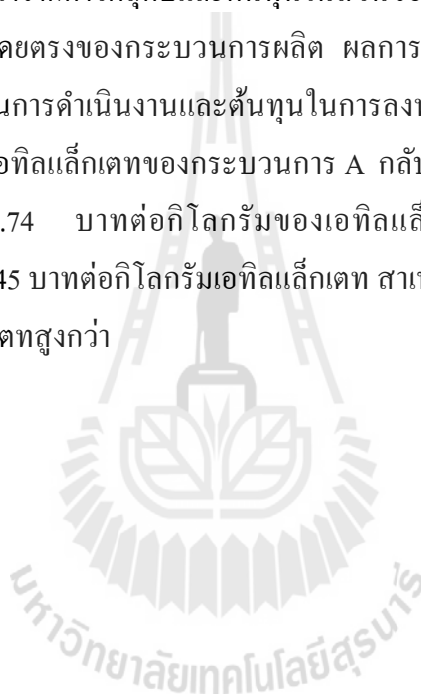 โดยตรงของกระบวนการผลิต ผลการ
นการดำเนินงานและต้นทุนในการลงท
อทิลแล็กเตทของกระบวนการ A กลับ
.74 บาทต่อกิโลกรัมของเอทิลแล็
45 บาทต่อกิโลกรัมเอทิลแล็กเตท สาเห
ตทสูงกว่า
มหาวิทยาลัยเทคโนโลยีสุรนารี